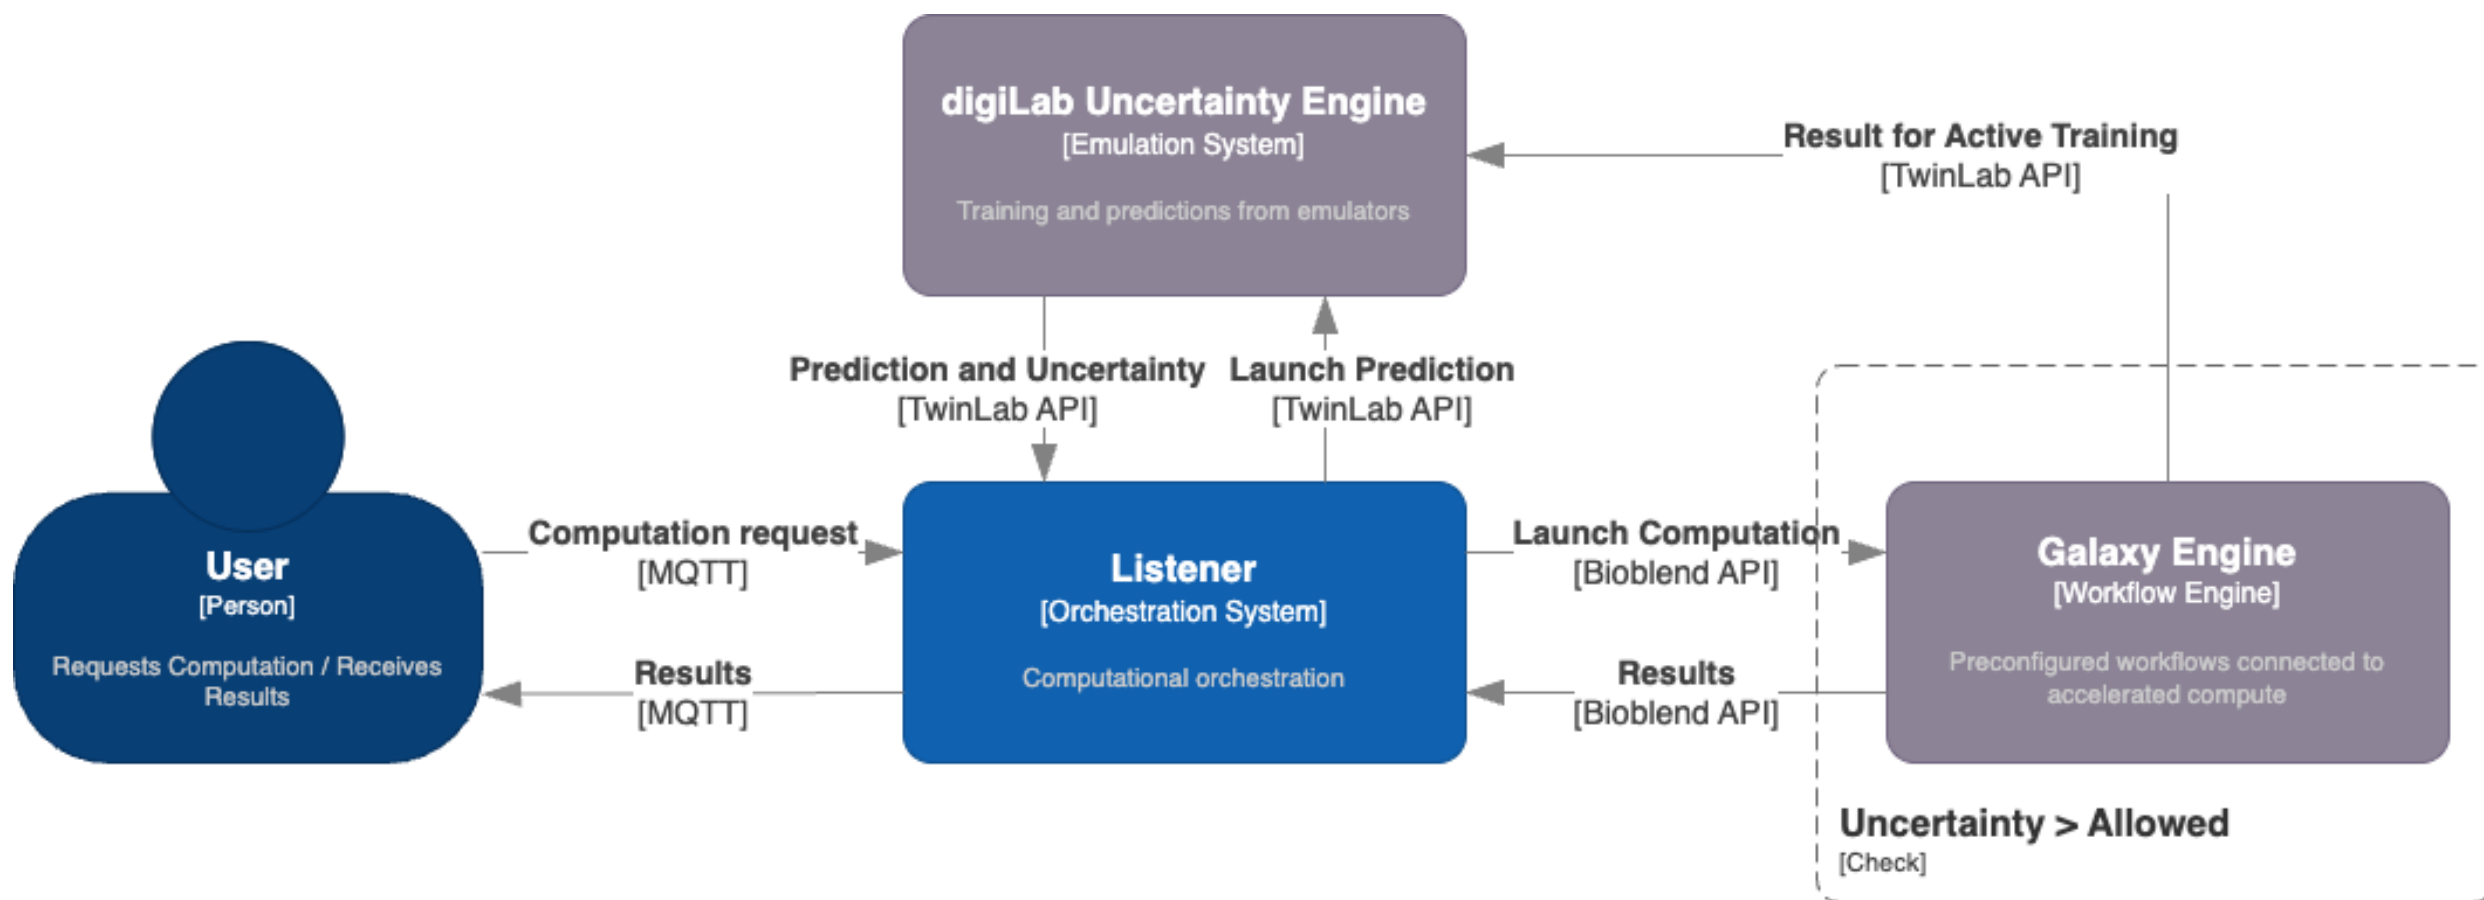 digiLab Uncertainty Engine
[Emulation System]
Training and predictions from emulators
Result for Active Training
[TwinLab API]
Prediction and Uncertainty
[TwinLab API]
Launch Prediction
[TwinLab API]
User
[Person]
Requests Computation / Receives
Results
Computation request
[MQTT]
Results
[MQTT]
Listener
[Orchestration System]
Computational orchestration
Launch Computation
[Bioblend API]
Results
[Bioblend API]
Galaxy Engine
[Workflow Engine]
Preconfigured workflows connected to
accelerated compute
Uncertainty > Allowed
[Check]